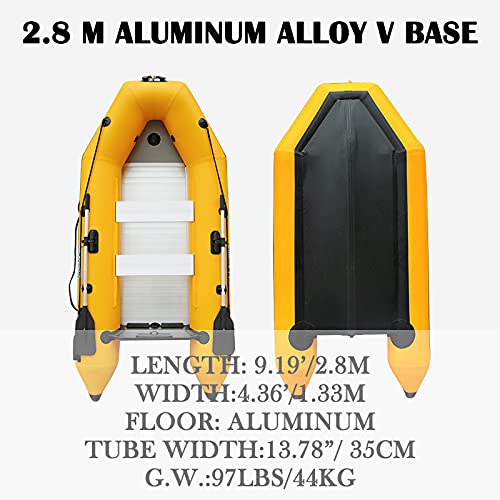 2.8 M ALUMINUM ALLOY V BASE
LENGTH: 9.19’/2.8M
WIDTH:4.36’/1.33M
FLOOR: ALUMINUM
TUBE WIDTH:13.78”/ 35CM
G.W.:97LBS/44KG